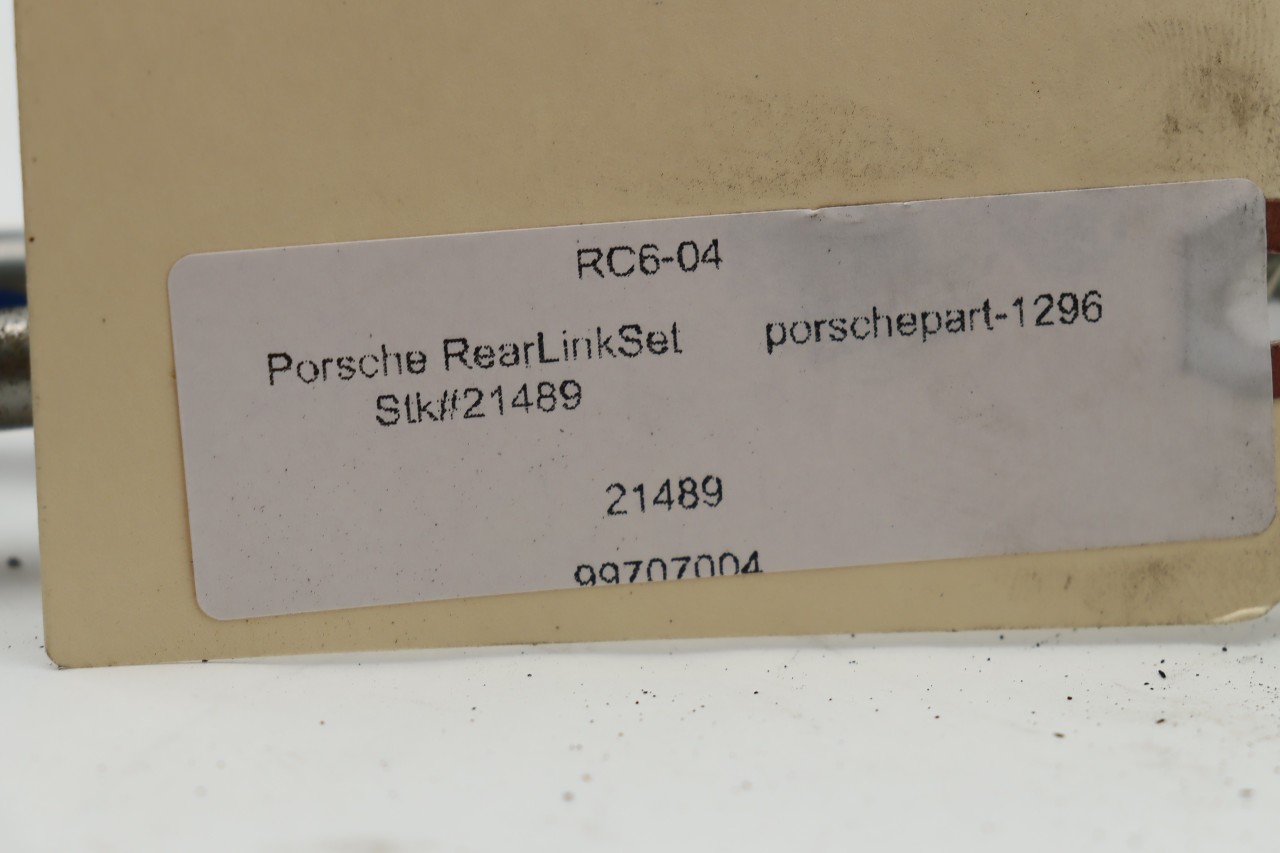 RC6-04
Porsche RearLinkSet porschepart-1296
Stk#21489
21489
99707004